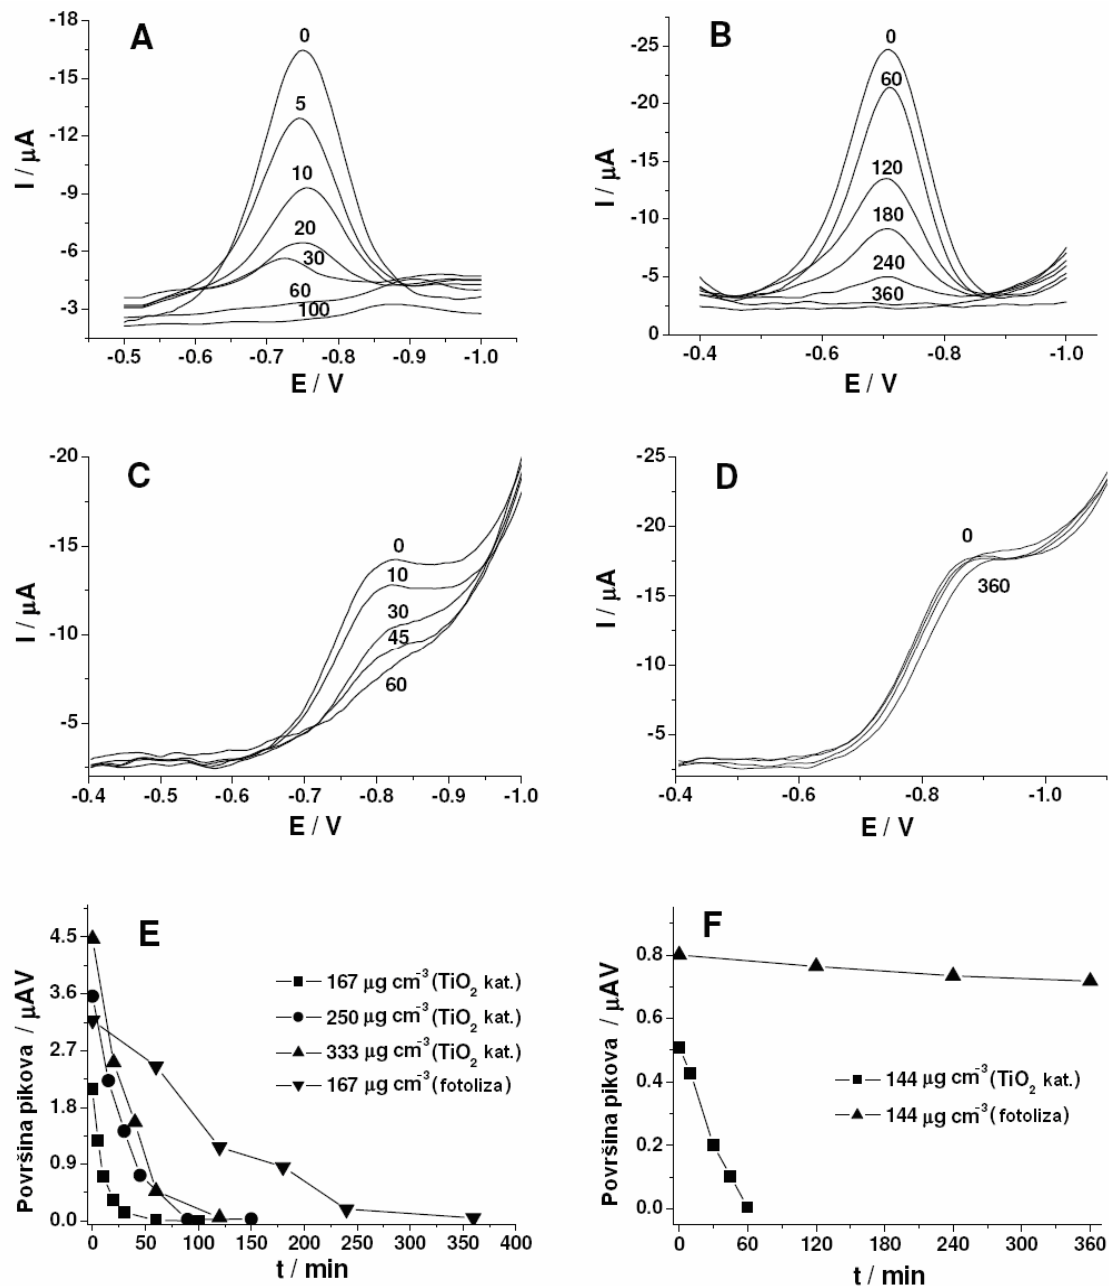 A
I / μA
-18
-15
-12
-9
-6
-3
0
5
10
20
30
60
100
-0.5 -0.6 -0.7 -0.8 -0.9 -1.0
E / V
B
I / μA
-25
-20
-15
-10
-5
0
0
60
120
180
240
360
-0.4 -0.6 -0.8 -1.0
E / V
C
I / μA
-20
-15
-10
-5
0
10
30
45
60
-0.4 -0.5 -0.6 -0.7 -0.8 -0.9 -1.0
E / V
D
I / μA
-25
-20
-15
-10
-5
0
360
-0.4 -0.6 -0.8 -1.0
E / V
E
Površina pikova / μAV
4.5
3.6
2.7
1.8
0.9
0.0
167 μg cm⁻³ (TiO₂ kat.)
250 μg cm⁻³ (TiO₂ kat.)
333 μg cm⁻³ (TiO₂ kat.)
167 μg cm⁻³ (fotoliza)
0 50 100 150 200 250 300 350 400
t / min
F
Površina pikova / μAV
0.8
0.6
0.4
0.2
0.0
144 μg cm⁻³ (TiO₂ kat.)
144 μg cm⁻³ (fotoliza)
0 60 120 180 240 300 360
t / min